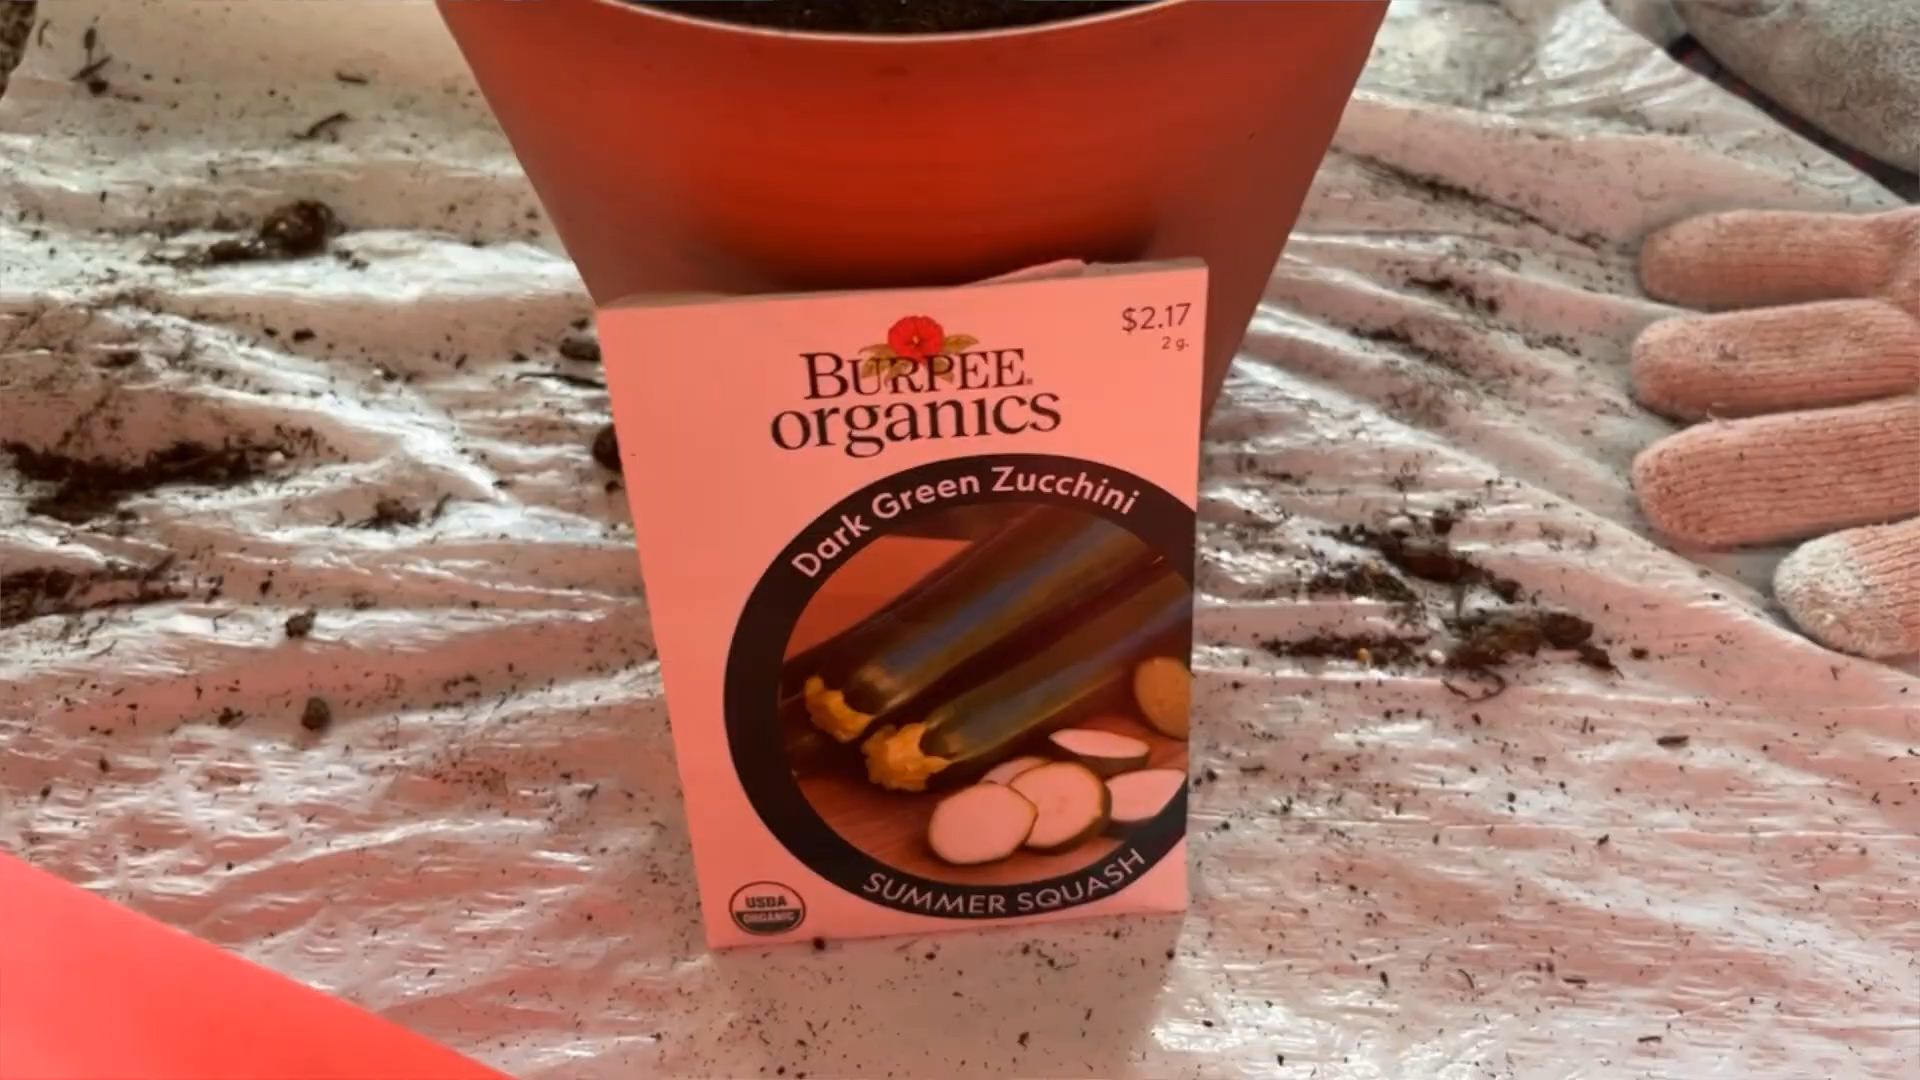 $2.17
2 g.
BURPEE
organics
Dark Green Zucchini
SUMMER SQUASH
USDA
ORGANIC